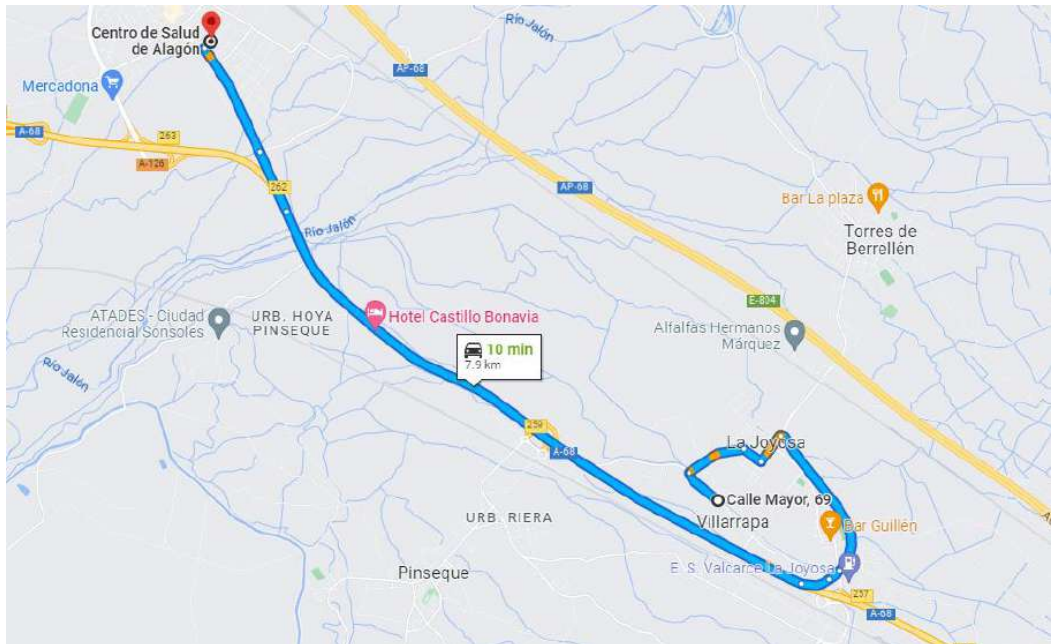 Centro de Salud
de Alagón
Río Jalón
AP-68
Mercadona
A-68
263
A-126
262
AP-68
Bar La plaza
Torres de
Berrellén
Río Jalón
E-804
ATADES - Ciudad
Residencial Sonsoles
URB. HOYA
PINSEQUE
Hotel Castillo Bonavia
Alfalfas Hermanos
Márquez
10 min
7.9 km
Río Jalón
259
A-68
La Joyosa
Calle Mayor, 69
Villarrapa
URB. RIERA
Bar Guillén
Pinseque
E. S. Valcarce La Joyosa
257
A-68